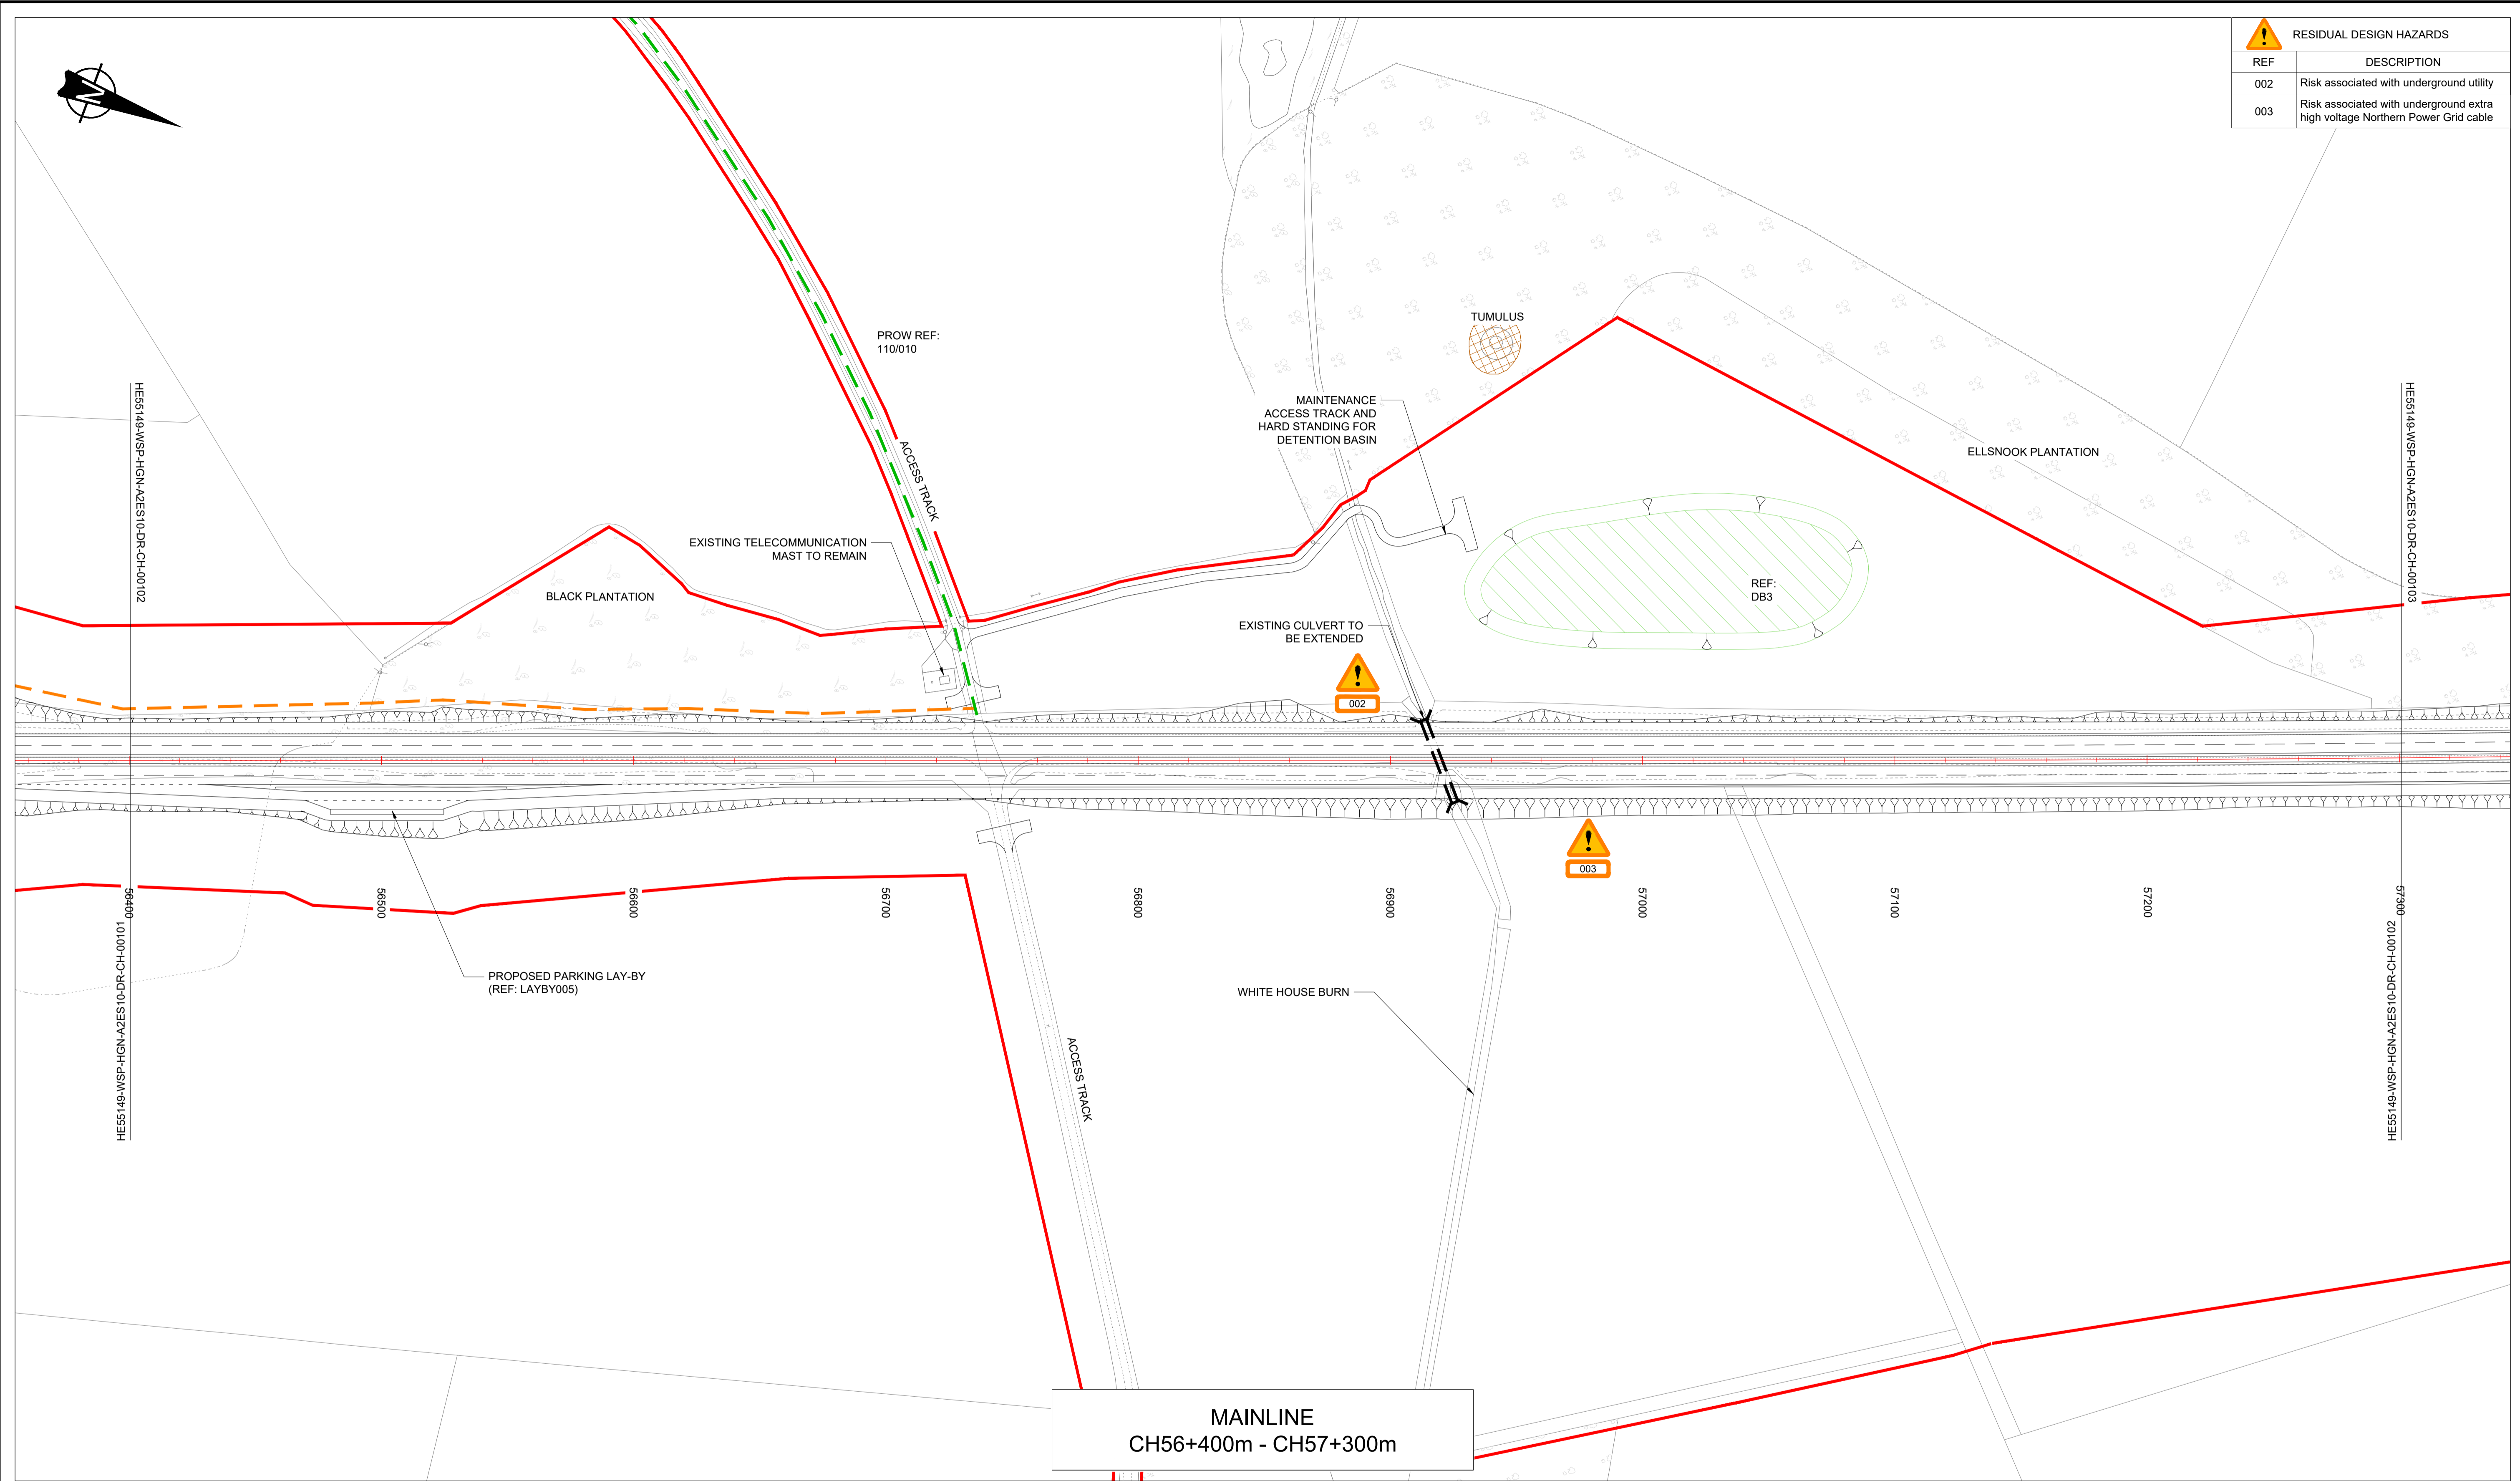 RESIDUAL DESIGN HAZARDS
REF DESCRIPTION
002 Risk associated with underground utility
003 Risk associated with underground extra
high voltage Northern Power Grid cable
N
PROW REF:
110/010
TUMULUS
MAINTENANCE
ACCESS TRACK AND
HARD STANDING FOR
DETENTION BASIN
ELLSNOOK PLANTATION
HE55149-WSP-HGN-A2ES10-DR-CH-00102
HE55149-WSP-HGN-A2ES10-DR-CH-00103
ACCESS TRACK
EXISTING TELECOMMUNICATION
MAST TO REMAIN
BLACK PLANTATION
REF:
DB3
EXISTING CULVERT TO
BE EXTENDED
002
003
56400
56500
56600
56700
56800
56900
57000
57100
57200
57300
HE55149-WSP-HGN-A2ES10-DR-CH-00101
HE55149-WSP-HGN-A2ES10-DR-CH-00102
PROPOSED PARKING LAY-BY
(REF: LAYBY005)
WHITE HOUSE BURN
ACCESS TRACK
MAINLINE
CH56+400m - CH57+300m